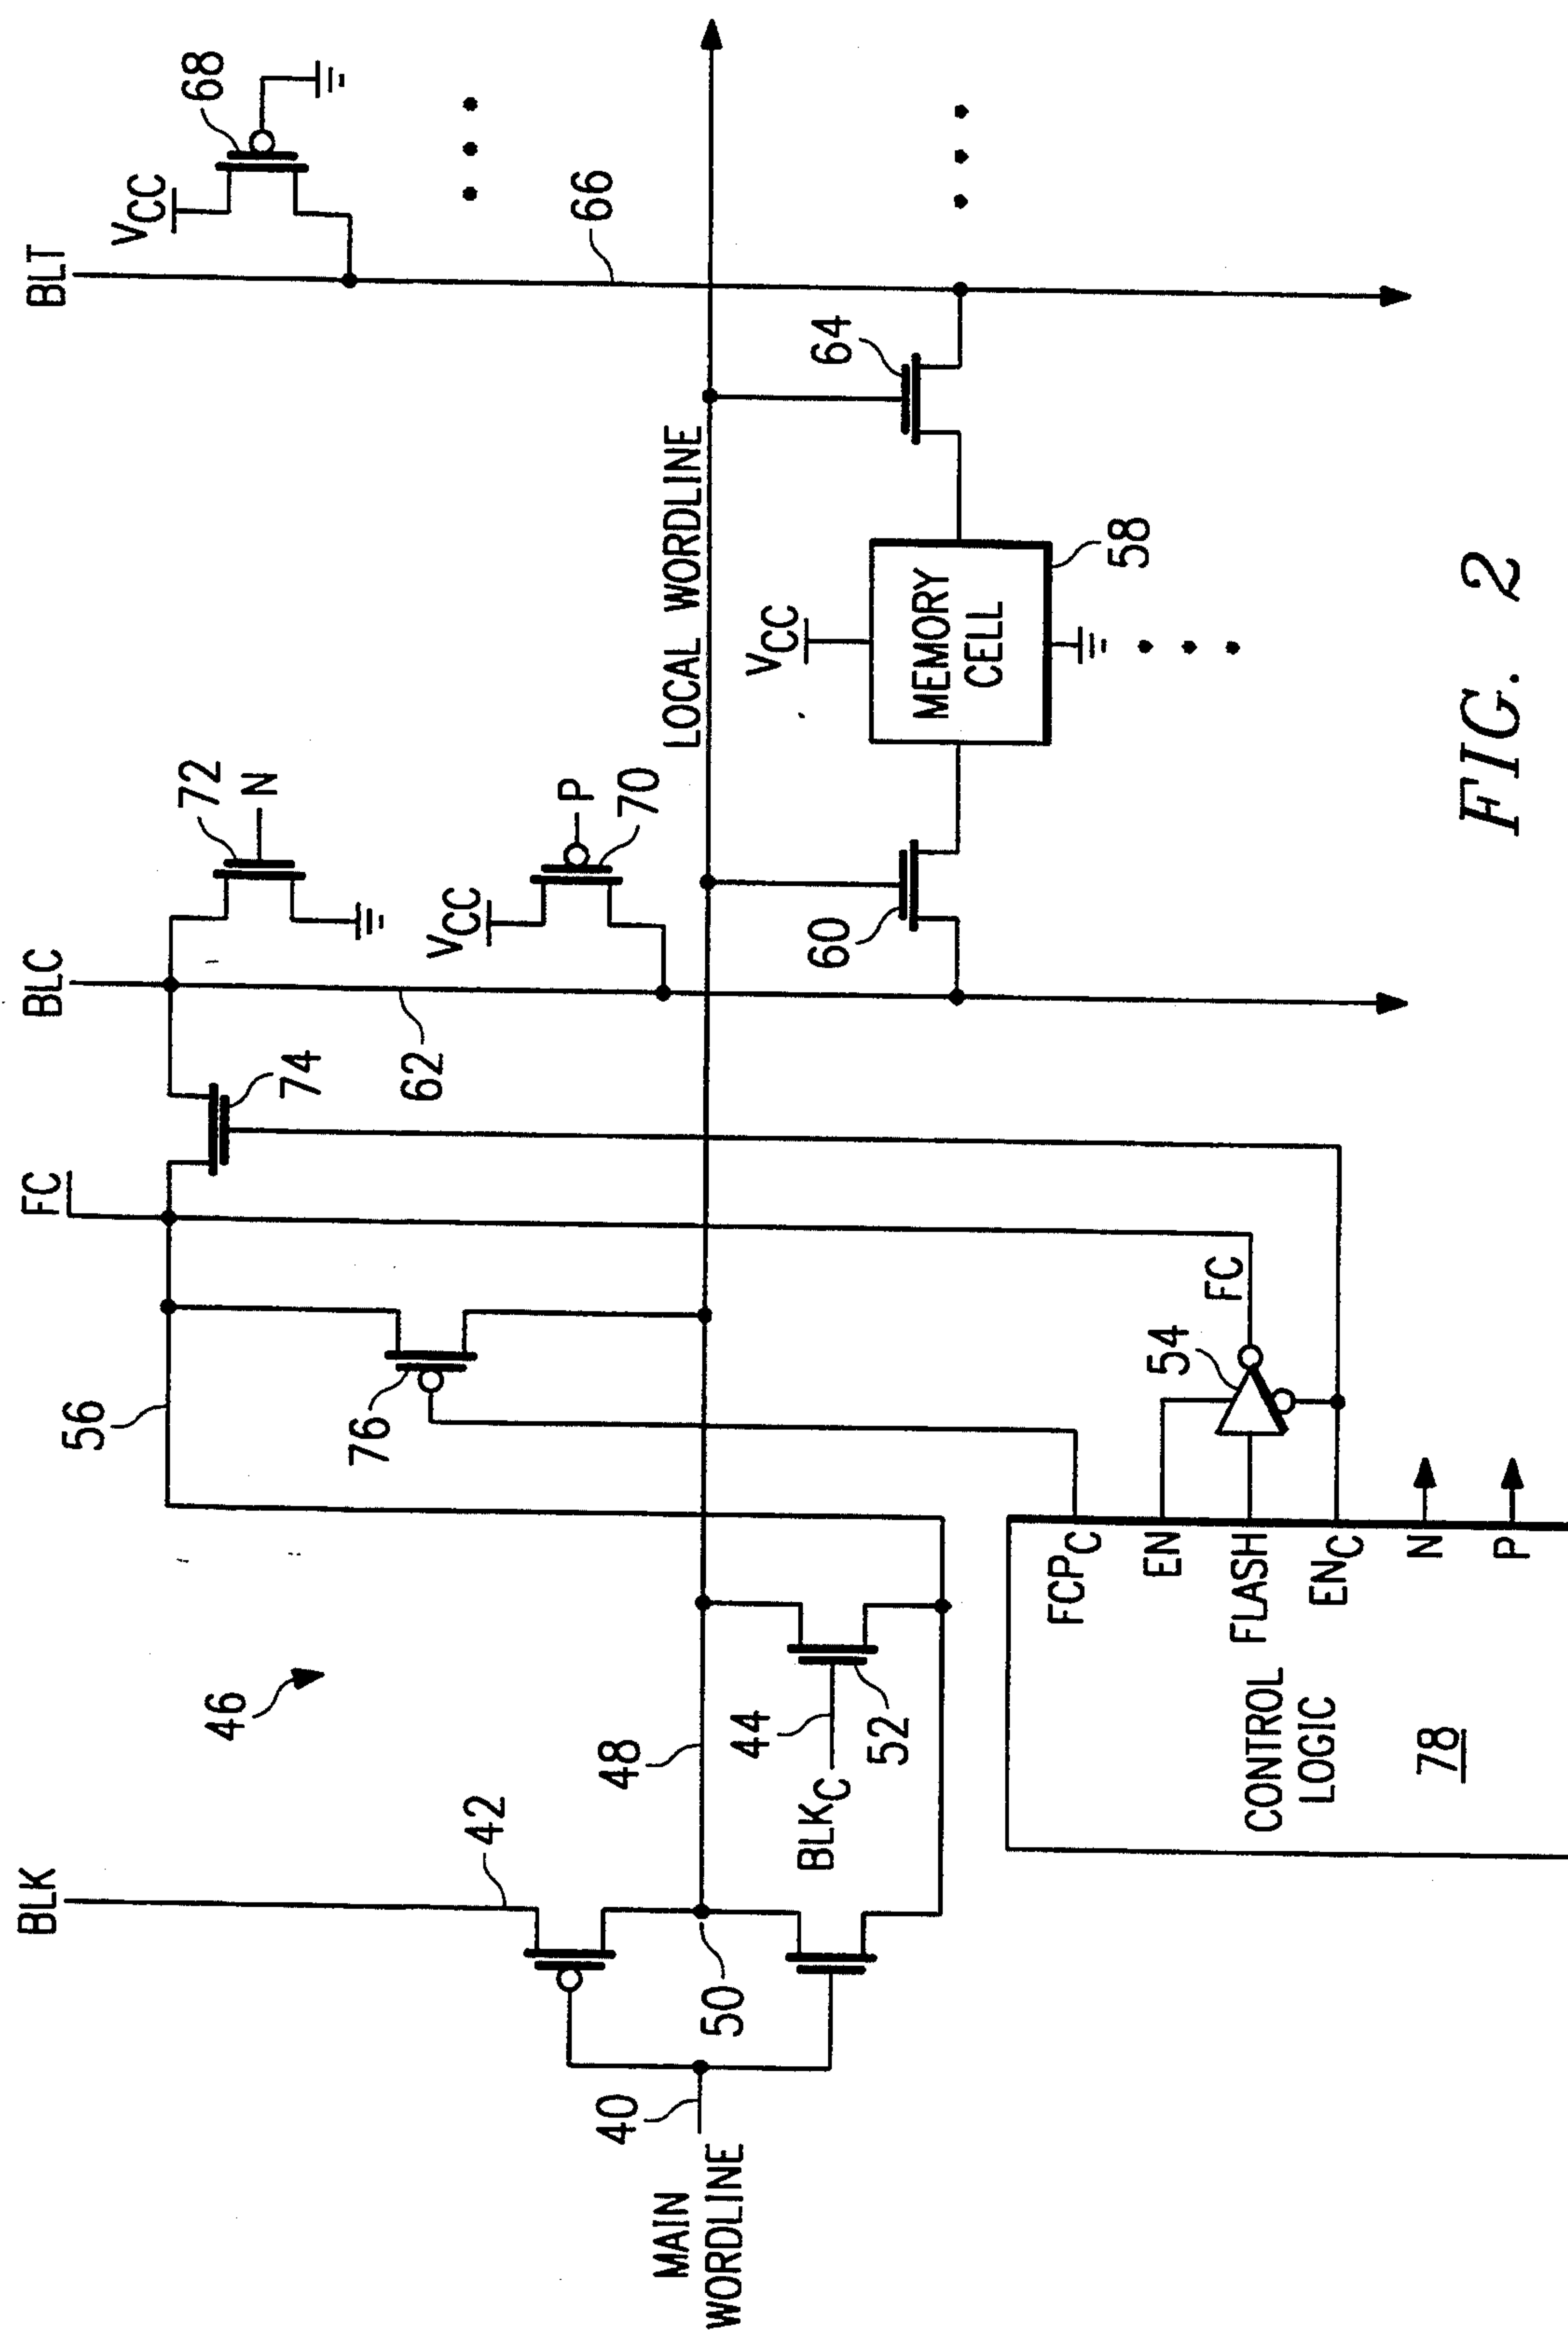 BLK
FC
BLC
BLT
56
74
72
N
VCC
68
46
42
76
62
VCC
P
70
66
MAIN
WORDLINE
40
50
48
LOCAL WORDLINE
BLKC
44
52
60
VCC
MEMORY
CELL
58
64
CONTROL
LOGIC
78
FCPC
EN
FLASH
ENC
N
P
54
FC
FIG. 2